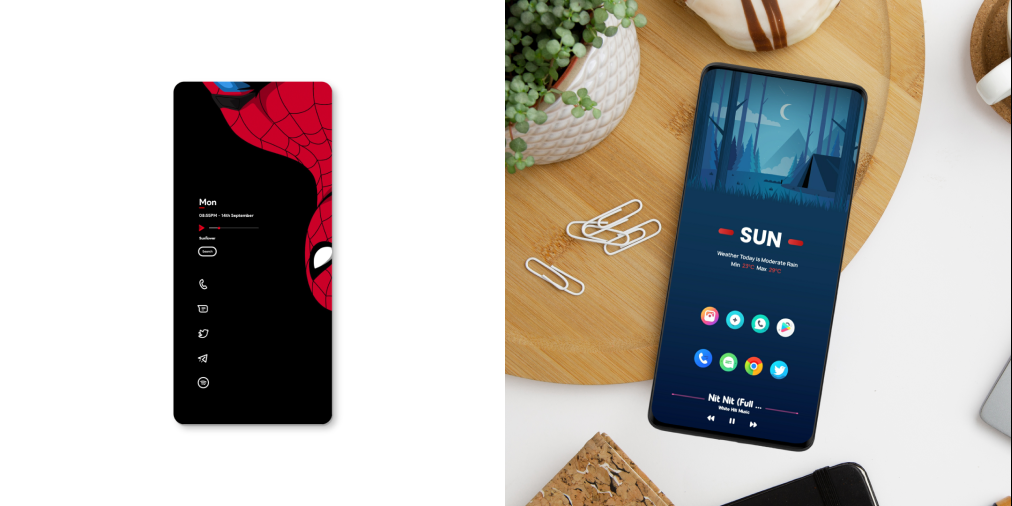 Mon
08:55PM - 14th September
Sunflower
Search
SUN
Weather Today is Moderate Rain
Min 23°C Max 29°C
Nit Nit (Full ...
White Hill Music